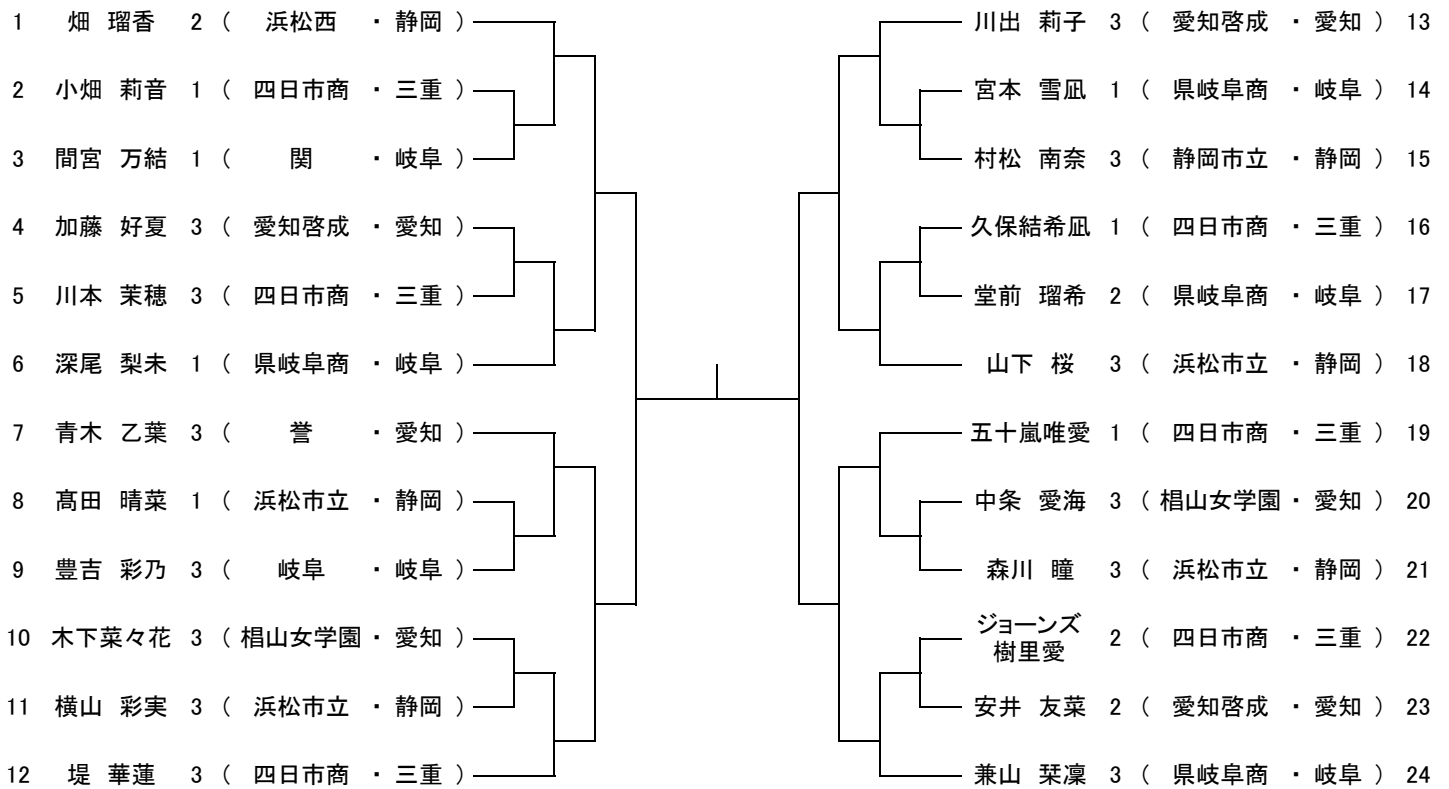 1 畑 瑠香 2 ( 浜松西 ・ 静岡 )
2 小畑 莉音 1 ( 四日市商 ・ 三重 )
3 間宮 万結 1 ( 関 ・ 岐阜 )
4 加藤 好夏 3 ( 愛知啓成 ・ 愛知 )
5 川本 茉穂 3 ( 四日市商 ・ 三重 )
6 深尾 梨未 1 ( 県岐阜商 ・ 岐阜 )
7 青木 乙葉 3 ( 誉 ・ 愛知 )
8 髙田 晴菜 1 ( 浜松市立 ・ 静岡 )
9 豊吉 彩乃 3 ( 岐阜 ・ 岐阜 )
10 木下菜々花 3 ( 椙山女学園 ・ 愛知 )
11 横山 彩実 3 ( 浜松市立 ・ 静岡 )
12 堤 華蓮 3 ( 四日市商 ・ 三重 )
川出 莉子 3 ( 愛知啓成 ・ 愛知 ) 13
宮本 雪凪 1 ( 県岐阜商 ・ 岐阜 ) 14
村松 南奈 3 ( 静岡市立 ・ 静岡 ) 15
久保結希凪 1 ( 四日市商 ・ 三重 ) 16
堂前 瑠希 2 ( 県岐阜商 ・ 岐阜 ) 17
山下 桜 3 ( 浜松市立 ・ 静岡 ) 18
五十嵐唯愛 1 ( 四日市商 ・ 三重 ) 19
中条 愛海 3 ( 椙山女学園 ・ 愛知 ) 20
森川 瞳 3 ( 浜松市立 ・ 静岡 ) 21
ジョーンズ
樹里愛 2 ( 四日市商 ・ 三重 ) 22
安井 友菜 2 ( 愛知啓成 ・ 愛知 ) 23
兼山 栞凜 3 ( 県岐阜商 ・ 岐阜 ) 24